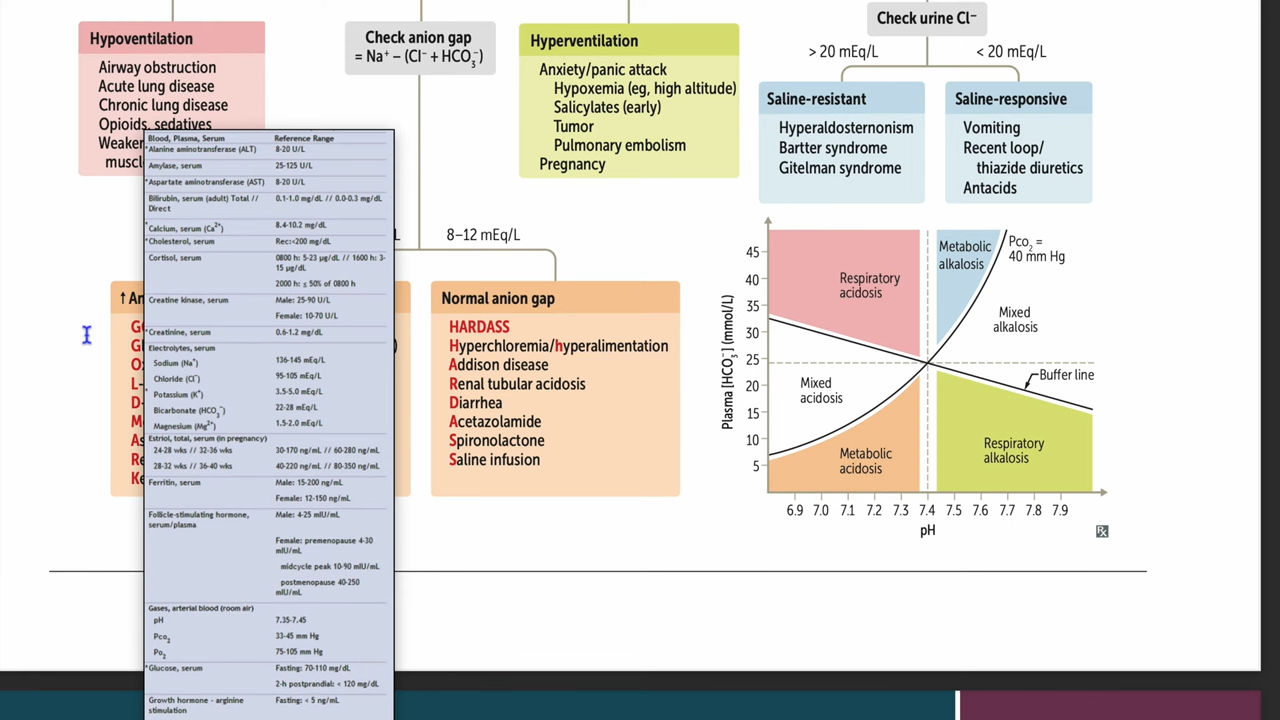 Hypoventilation
Airway obstruction
Acute lung disease
Chronic lung disease
Opioids, sedatives
Weaken
musc
Check anion gap
= Na⁺ − (Cl⁻ + HCO₃⁻)
Hyperventilation
Anxiety/panic attack
Hypoxemia (eg, high altitude)
Salicylates (early)
Tumor
Pulmonary embolism
Pregnancy
Check urine Cl⁻
> 20 mEq/L
< 20 mEq/L
Saline-resistant
Hyperaldosternonism
Bartter syndrome
Gitelman syndrome
Saline-responsive
Vomiting
Recent loop/
thiazide diuretics
Antacids
8–12 mEq/L
Normal anion gap
HARDASS
Hyperchloremia/hyperalimentation
Addison disease
Renal tubular acidosis
Diarrhea
Acetazolamide
Spironolactone
Saline infusion
Blood, Plasma, Serum Reference Range
*Alanine aminotransferase (ALT) 8-20 U/L
Amylase, serum 25-125 U/L
*Aspartate aminotransferase (AST) 8-20 U/L
Bilirubin, serum (adult) Total // 0.1-1.0 mg/dL // 0.0-0.3 mg/dL
Direct
*Calcium, serum (Ca²⁺) 8.4-10.2 mg/dL
*Cholesterol, serum Rec:<200 mg/dL
Cortisol, serum 0800 h: 5-23 µg/dL // 1600 h: 3-
15 µg/dL
2000 h: ≤ 50% of 0800 h
Creatine kinase, serum Male: 25-90 U/L
Female: 10-70 U/L
*Creatinine, serum 0.6-1.2 mg/dL
Electrolytes, serum
Sodium (Na⁺) 136-145 mEq/L
Chloride (Cl⁻) 95-105 mEq/L
* Potassium (K⁺) 3.5-5.0 mEq/L
Bicarbonate (HCO₃⁻) 22-28 mEq/L
Magnesium (Mg²⁺) 1.5-2.0 mEq/L
Estriol, total, serum (in pregnancy)
24-28 wks // 32-36 wks 30-170 ng/mL // 60-280 ng/mL
28-32 wks // 36-40 wks 40-220 ng/mL // 80-350 ng/mL
Ferritin, serum Male: 15-200 ng/mL
Female: 12-150 ng/mL
Follicle-stimulating hormone, Male: 4-25 mIU/mL
serum/plasma
Female: premenopause 4-30
mIU/mL
midcycle peak 10-90 mIU/mL
postmenopause 40-250
mIU/mL
Gases, arterial blood (room air)
pH 7.35-7.45
Pco₂ 33-45 mm Hg
Po₂ 75-105 mm Hg
*Glucose, serum Fasting: 70-110 mg/dL
2-h postprandial: < 120 mg/dL
Growth hormone - arginine Fasting: < 5 ng/mL
stimulation
Plasma [HCO₃⁻] (mmol/L)
45
40
35
30
25
20
15
10
5
Respiratory
acidosis
Metabolic
alkalosis
Pco₂ =
40 mm Hg
Mixed
alkalosis
Mixed
acidosis
Buffer line
Metabolic
acidosis
Respiratory
alkalosis
6.9 7.0 7.1 7.2 7.3 7.4 7.5 7.6 7.7 7.8 7.9
pH
Rx